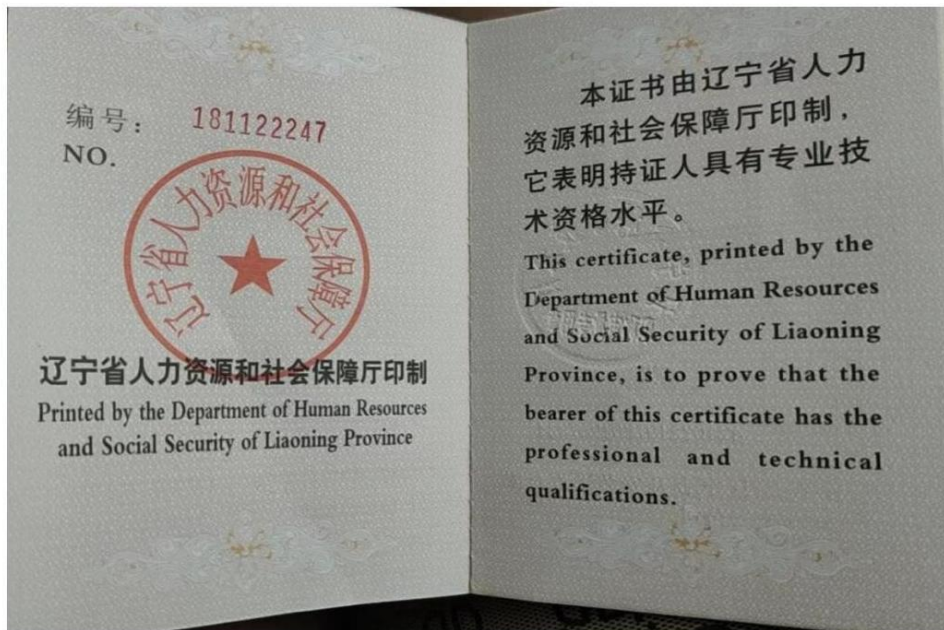 编号： 181122247
NO.
辽宁省人力资源和社会保障厅
辽宁省人力资源和社会保障厅印制
Printed by the Department of Human Resources
and Social Security of Liaoning Province
本证书由辽宁省人力
资源和社会保障厅印制，
它表明持证人具有专业技
术资格水平。
This certificate, printed by the
Department of Human Resources
and Social Security of Liaoning
Province, is to prove that the
bearer of this certificate has the
professional and technical
qualifications.